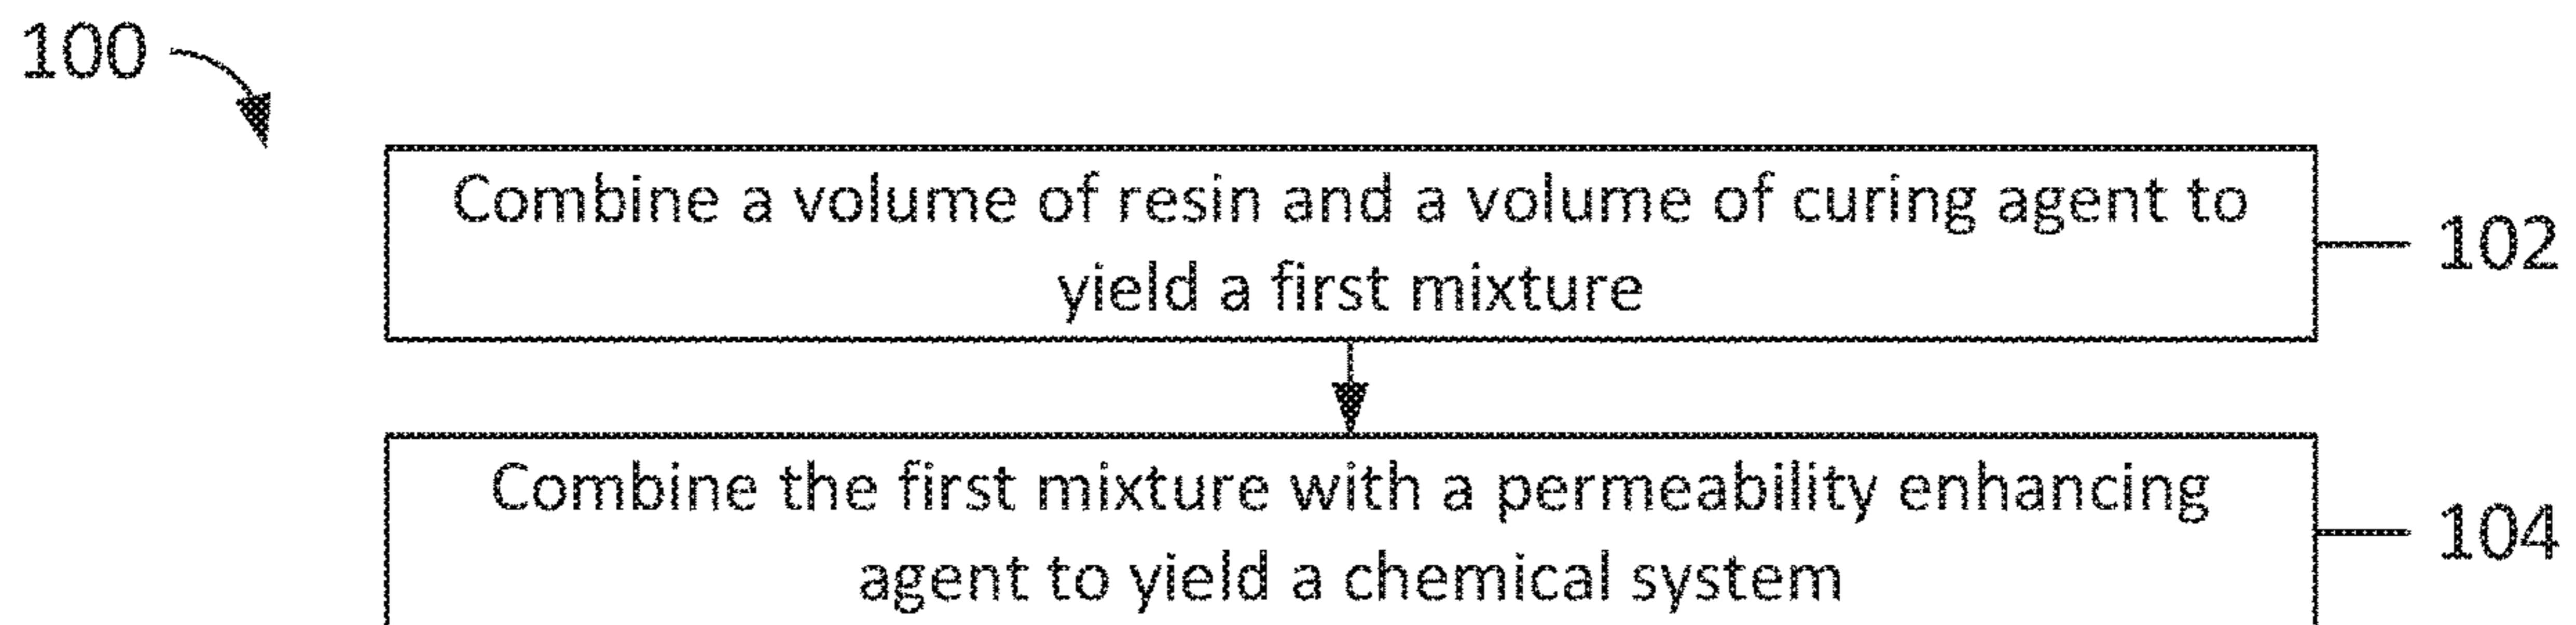 100
Combine a volume of resin and a volume of curing agent to
yield a first mixture
102
Combine the first mixture with a permeability enhancing
agent to yield a chemical system
104